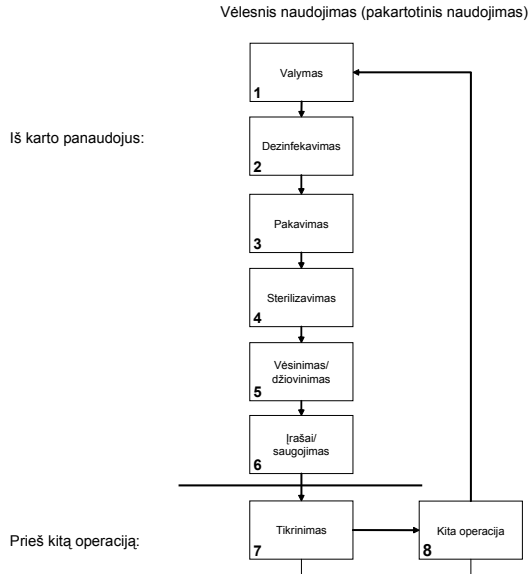 Vėlesnis naudojimas (pakartotinis naudojimas)
Valymas
1
Iš karto panaudojus:
Dezinfekavimas
2
Pakavimas
3
Sterilizavimas
4
Vėsinimas/
džiovinimas
5
Įrašai/
saugojimas
6
Prieš kitą operaciją:
Tikrinimas
7
Kita operacija
8